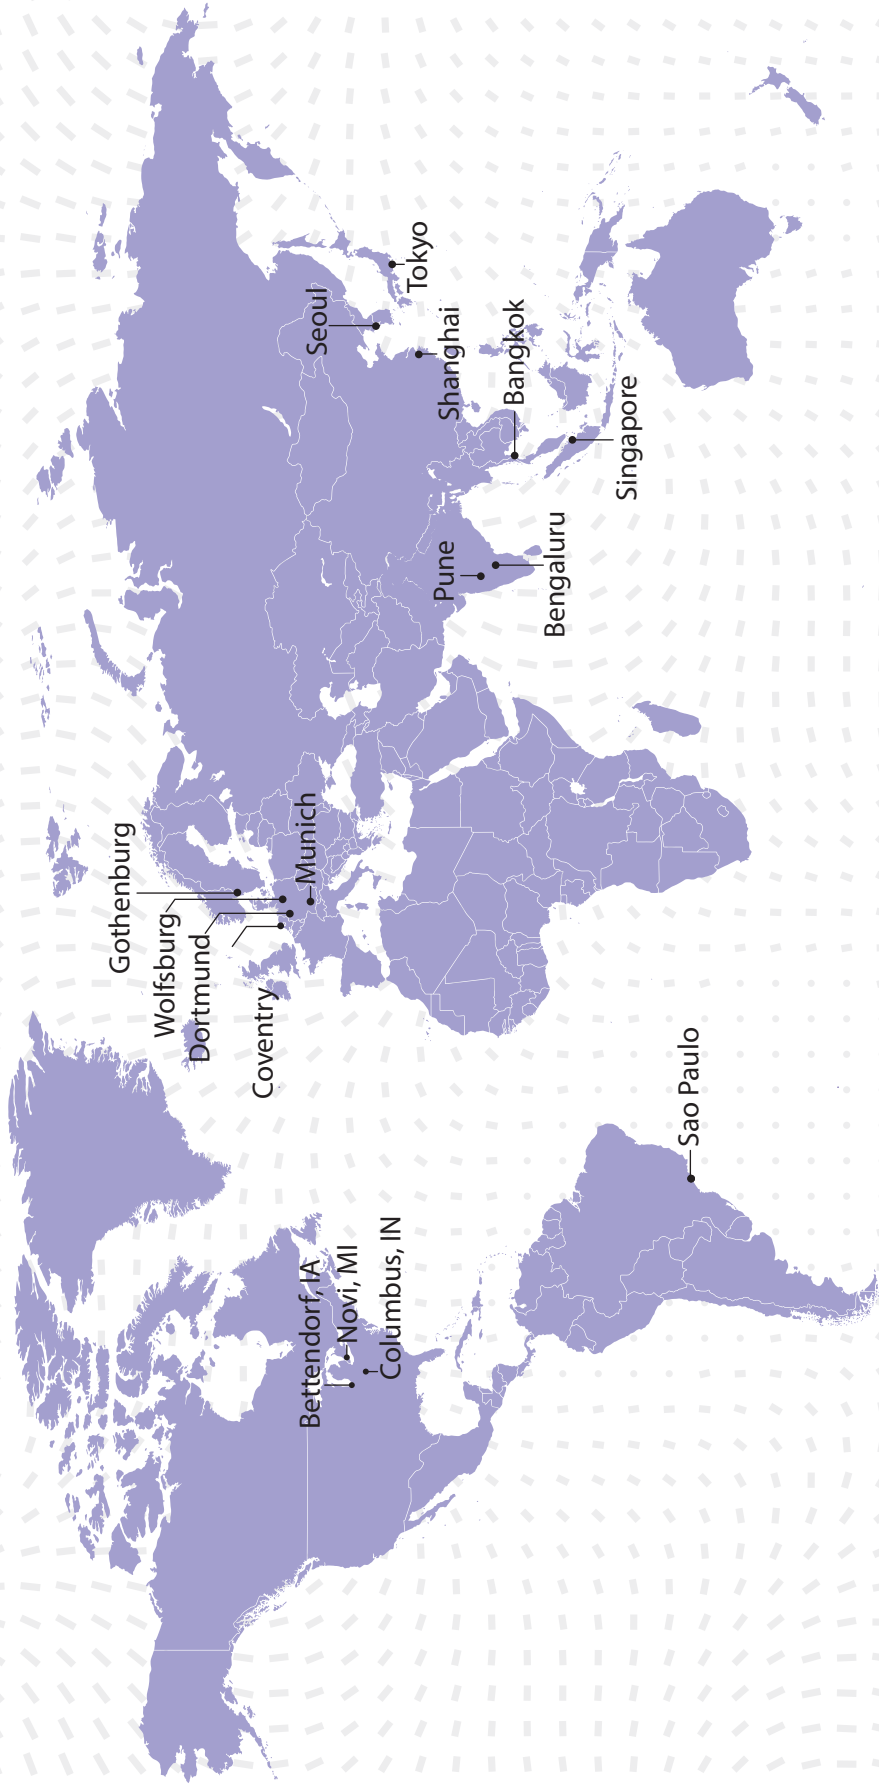 Gothenburg
Wolfsburg
Dortmund
Coventry
Munich
Bettendorf, IA
Novi, MI
Columbus, IN
Sao Paulo
Seoul
Tokyo
Shanghai
Bangkok
Singapore
Pune
Bengaluru